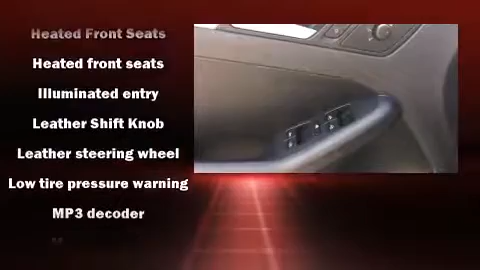 Heated Front Seats
Heated front seats
Illuminated entry
Leather Shift Knob
Leather steering wheel
Low tire pressure warning
MP3 decoder